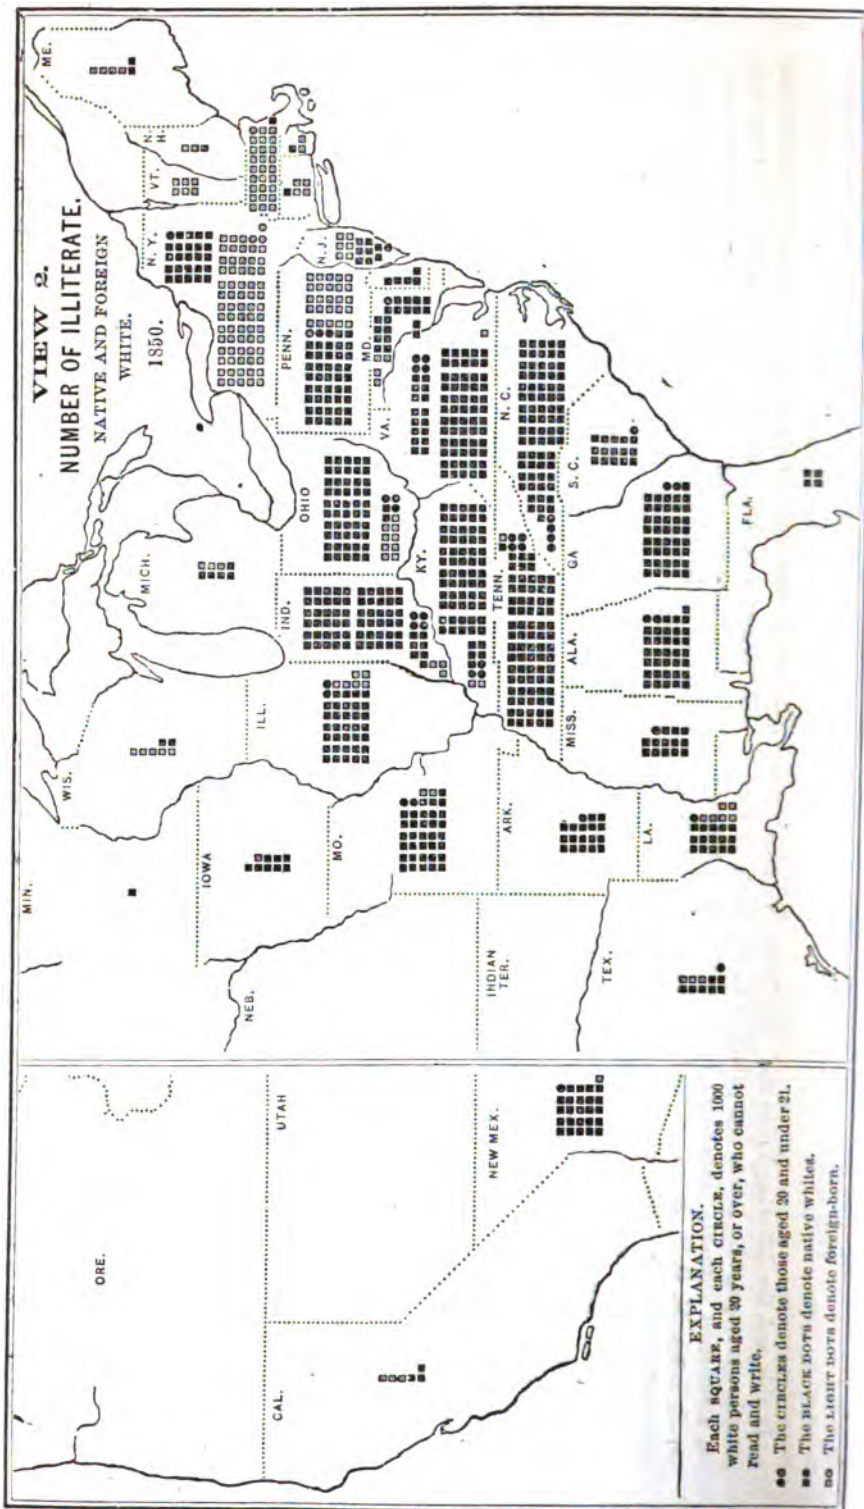 VIEW 2.
NUMBER OF ILLITERATE.
NATIVE AND FOREIGN
WHITE.
1850.
ME.
N.
H.
VT.
N.Y.
N.J.
PENN.
MD.
VA.
N. C.
S. C.
OHIO
KY.
TENN.
GA
FLA.
MICH.
IND.
ALA.
WIS.
ILL.
MISS.
MIN.
IOWA
MO.
ARK.
LA.
NEB.
INDIAN
TER.
TEX.
ORE.
UTAH
CAL.
NEW MEX.
EXPLANATION.
Each SQUARE, and each CIRCLE, denotes 1000
white persons aged 20 years, or over, who cannot
read and write.
The CIRCLES denote those aged 20 and under 21.
The BLACK DOTS denote native whites.
The LIGHT DOTS denote foreign-born.